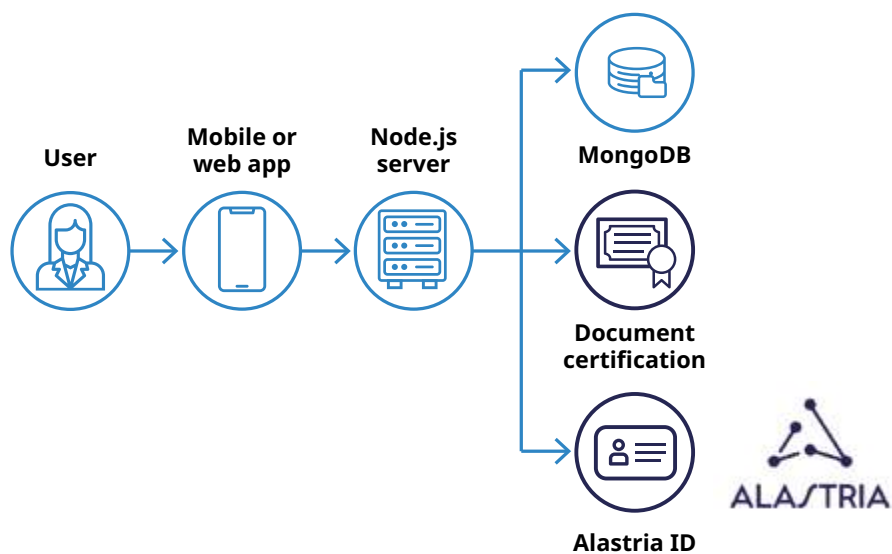 User
Mobile or
web app
Node.js
server
MongoDB
Document
certification
Alastria ID
ALASTRIA